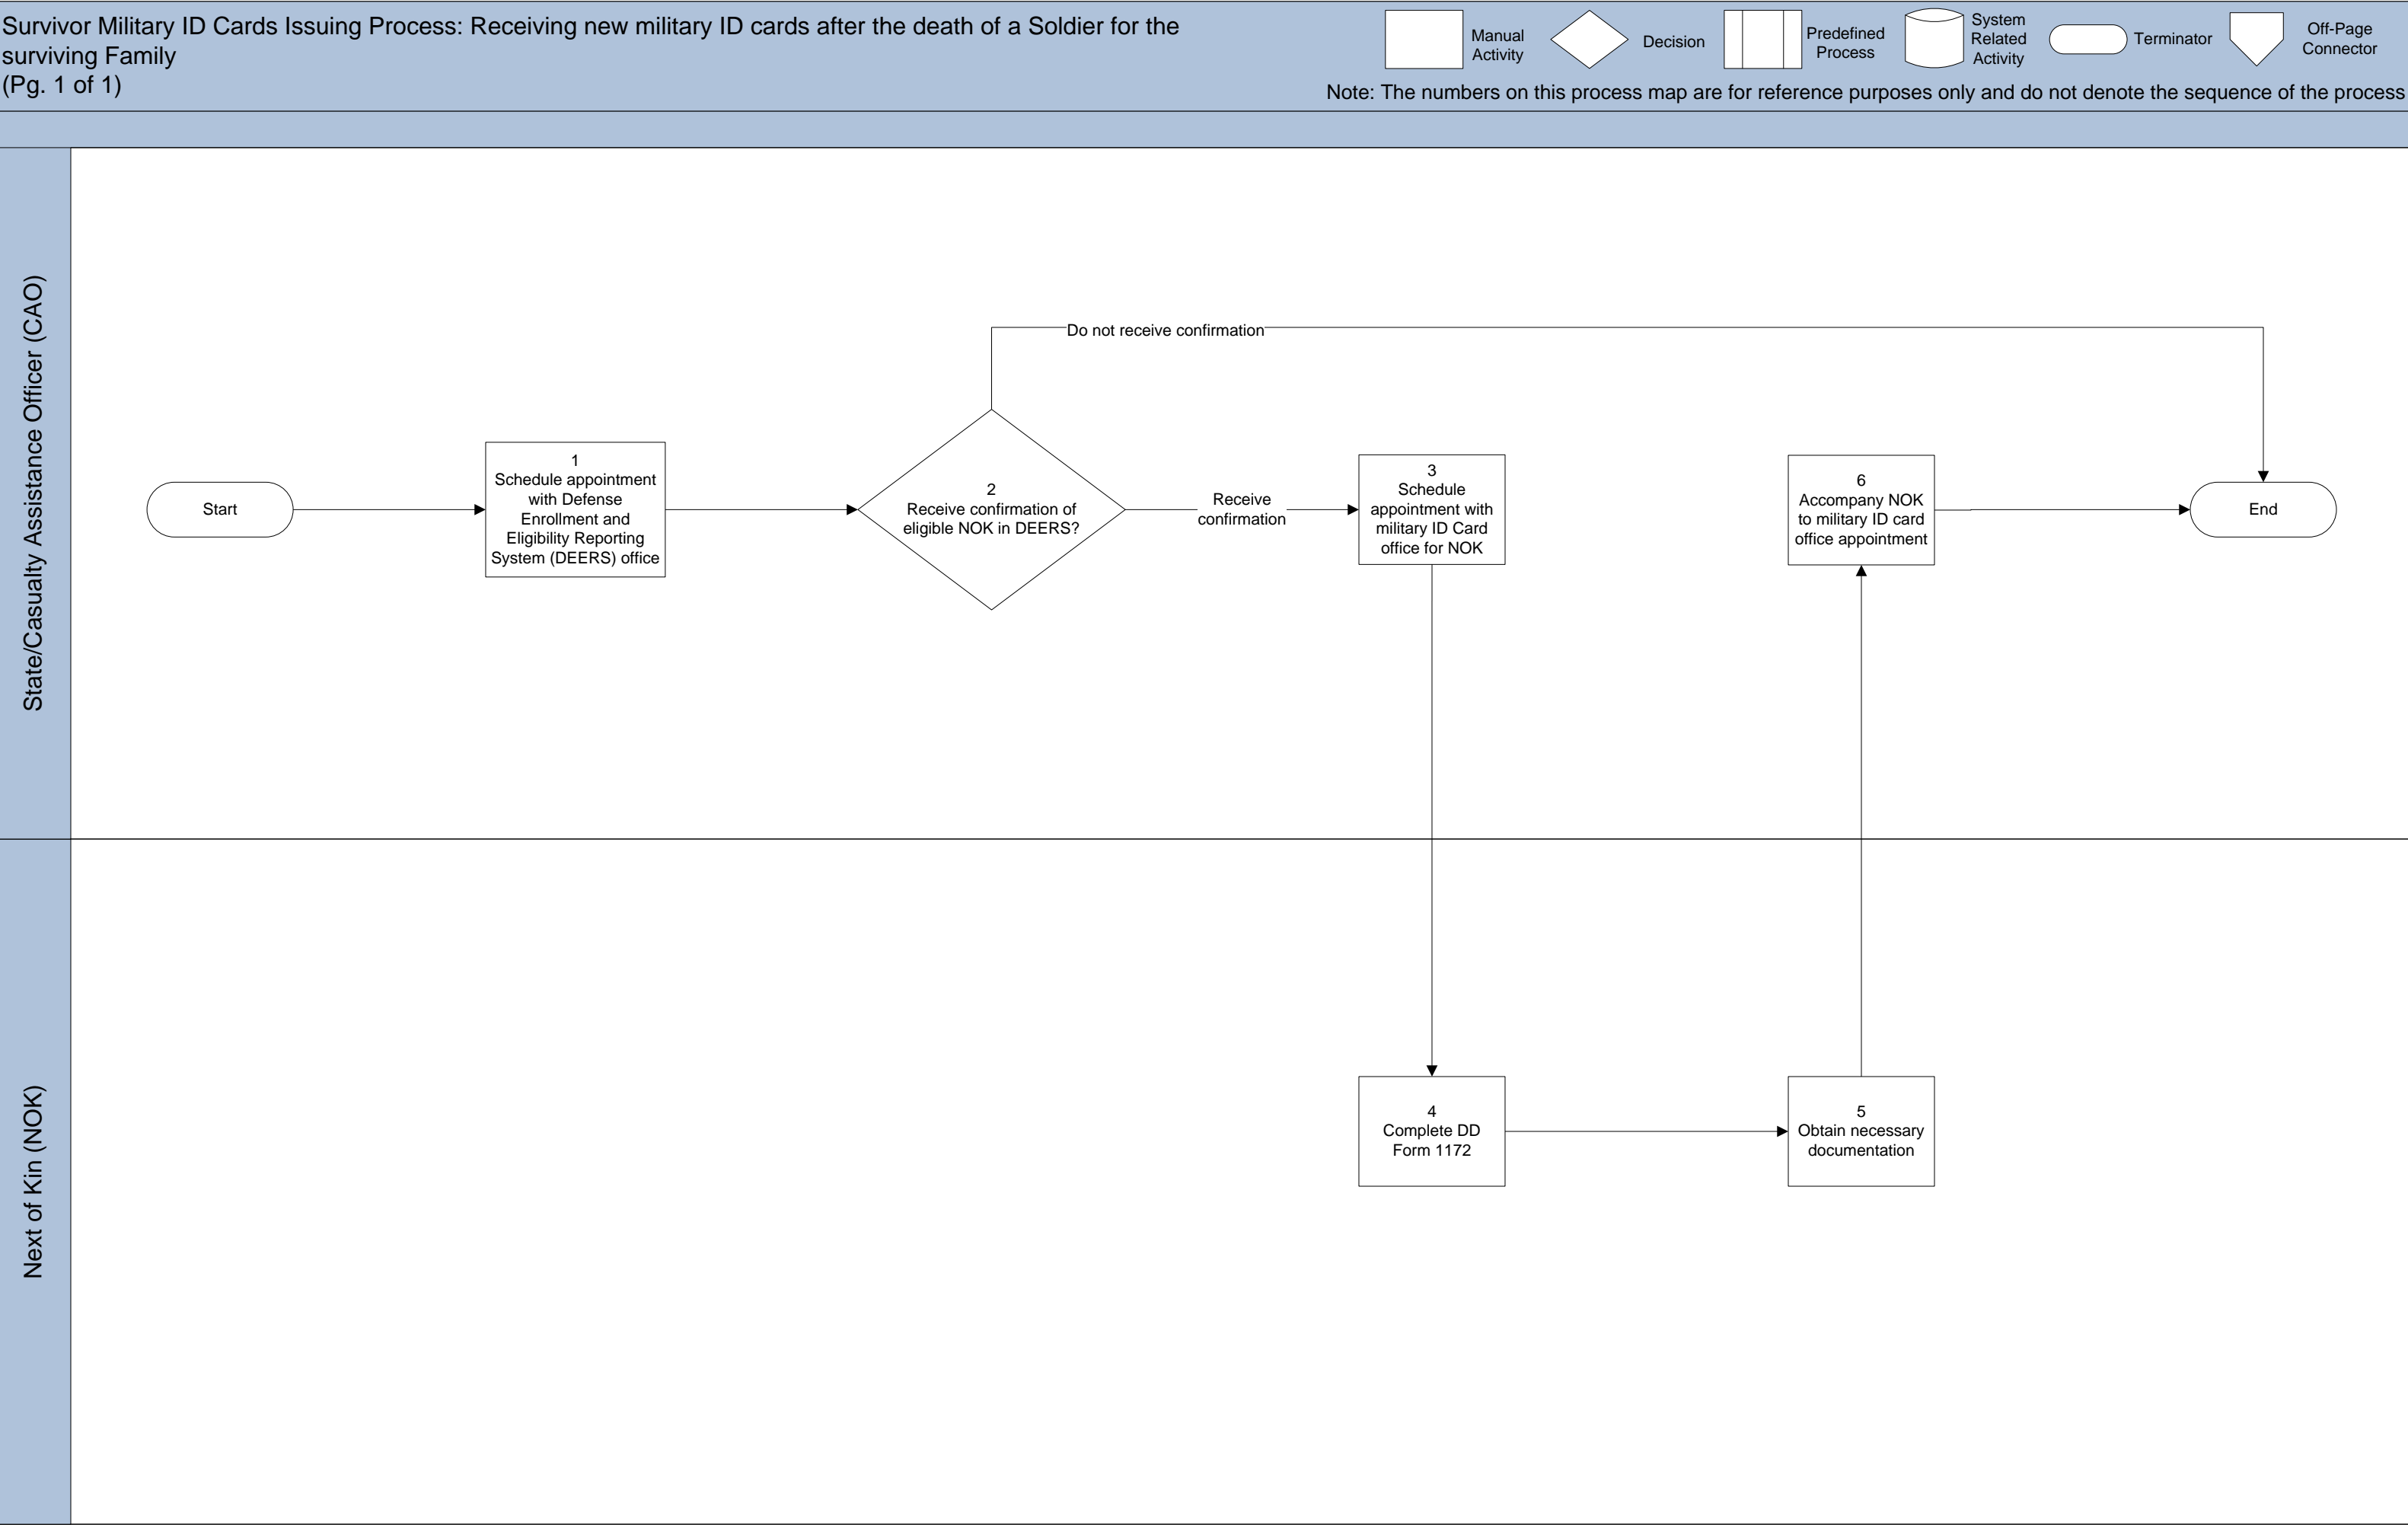 Survivor Military ID Cards Issuing Process: Receiving new military ID cards after the death of a Soldier for the
surviving Family
(Pg. 1 of 1)
Manual
Activity
Decision
Predefined
Process
System
Related
Activity
Terminator
Off-Page
Connector
Note: The numbers on this process map are for reference purposes only and do not denote the sequence of the process
State/Casualty Assistance Officer (CAO)
Do not receive confirmation
Start
1
Schedule appointment
with Defense
Enrollment and
Eligibility Reporting
System (DEERS) office
2
Receive confirmation of
eligible NOK in DEERS?
Receive
confirmation
3
Schedule
appointment with
military ID Card
office for NOK
6
Accompany NOK
to military ID card
office appointment
End
Next of Kin (NOK)
4
Complete DD
Form 1172
5
Obtain necessary
documentation